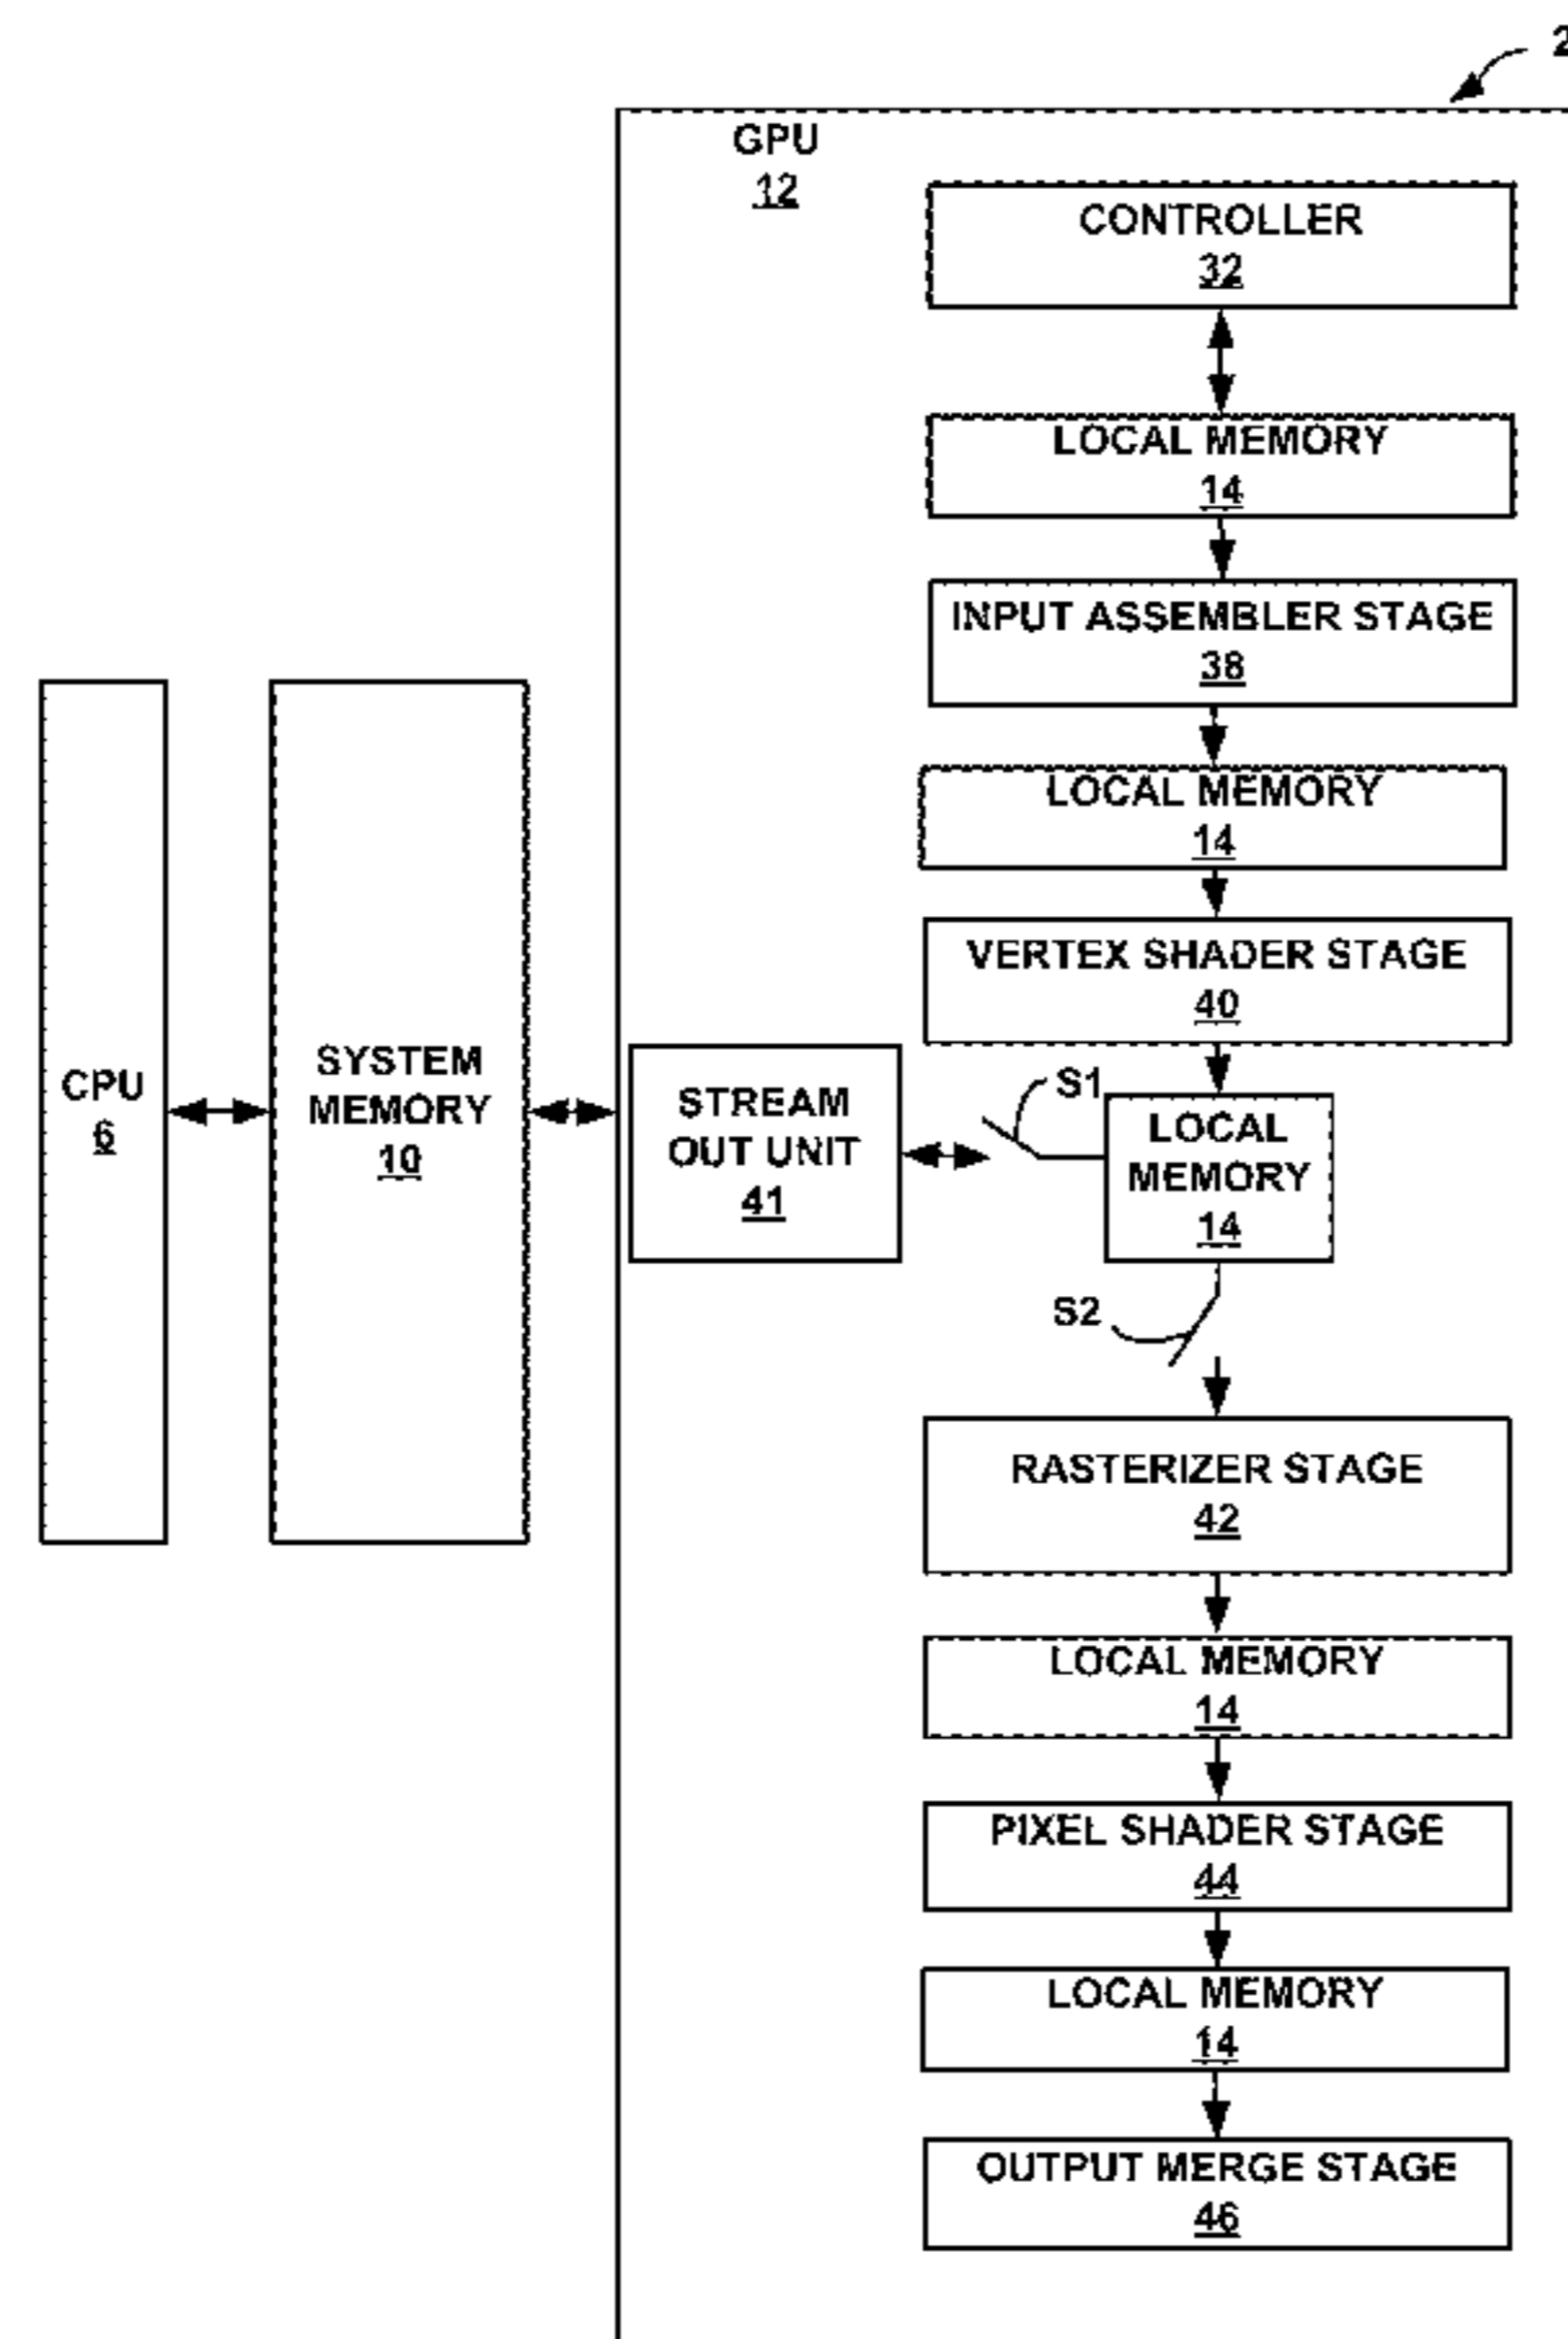 2
GPU
12
CONTROLLER
32
LOCAL MEMORY
14
INPUT ASSEMBLER STAGE
38
LOCAL MEMORY
14
VERTEX SHADER STAGE
40
CPU
6
SYSTEM
MEMORY
10
STREAM
OUT UNIT
41
S1
LOCAL
MEMORY
14
S2
RASTERIZER STAGE
42
LOCAL MEMORY
14
PIXEL SHADER STAGE
44
LOCAL MEMORY
14
OUTPUT MERGE STAGE
46